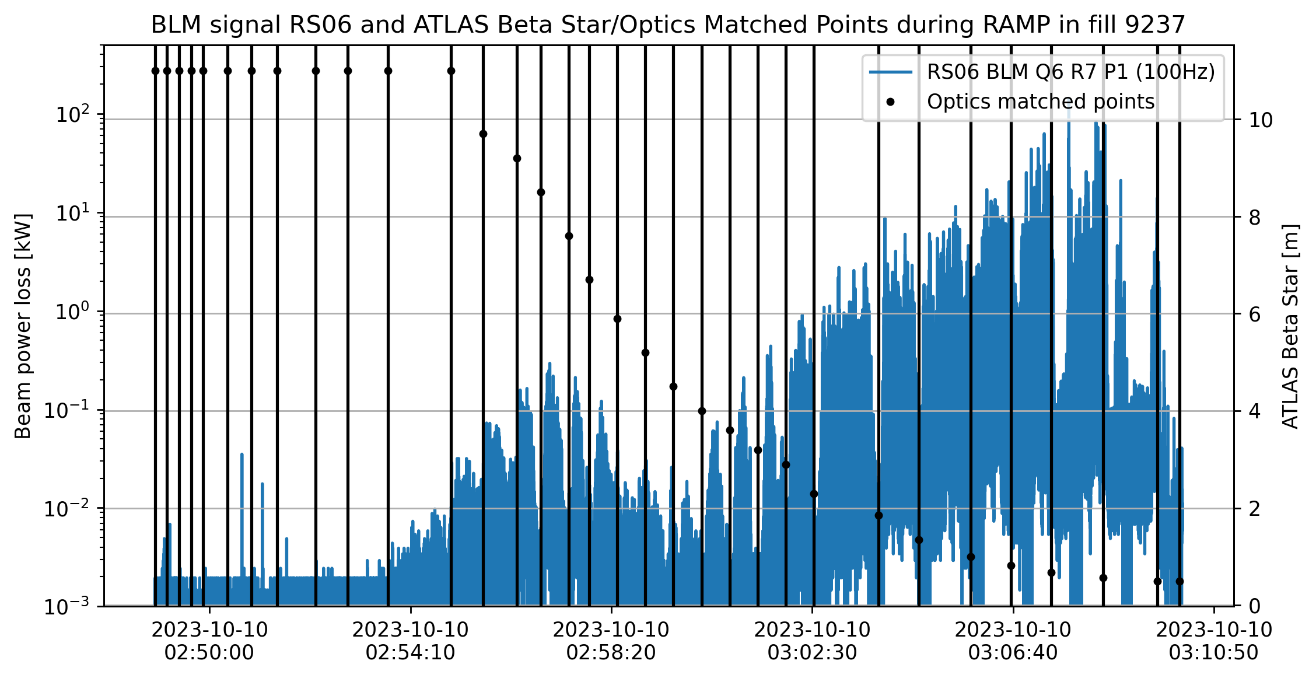 BLM signal RS06 and ATLAS Beta Star/Optics Matched Points during RAMP in fill 9237
RS06 BLM Q6 R7 P1 (100Hz)
Optics matched points
Beam power loss [kW]
10²
10¹
10⁰
10⁻¹
10⁻²
10⁻³
10
8
6
4
2
0
ATLAS Beta Star [m]
2023-10-10 2023-10-10 2023-10-10 2023-10-10 2023-10-10 2023-10-10
02:50:00 02:54:10 02:58:20 03:02:30 03:06:40 03:10:50